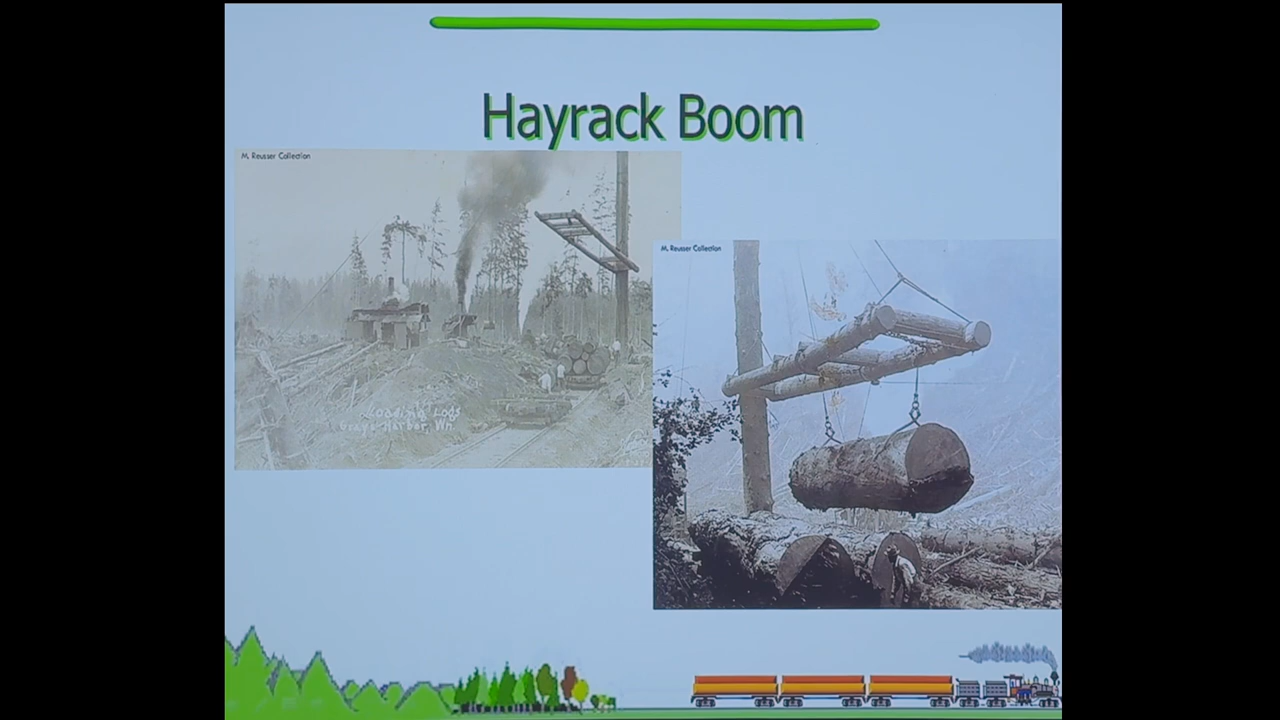 Hayrack Boom
M. Reusser Collection
M. Reusser Collection
Loading Logs
Grays Harbor, Wn.